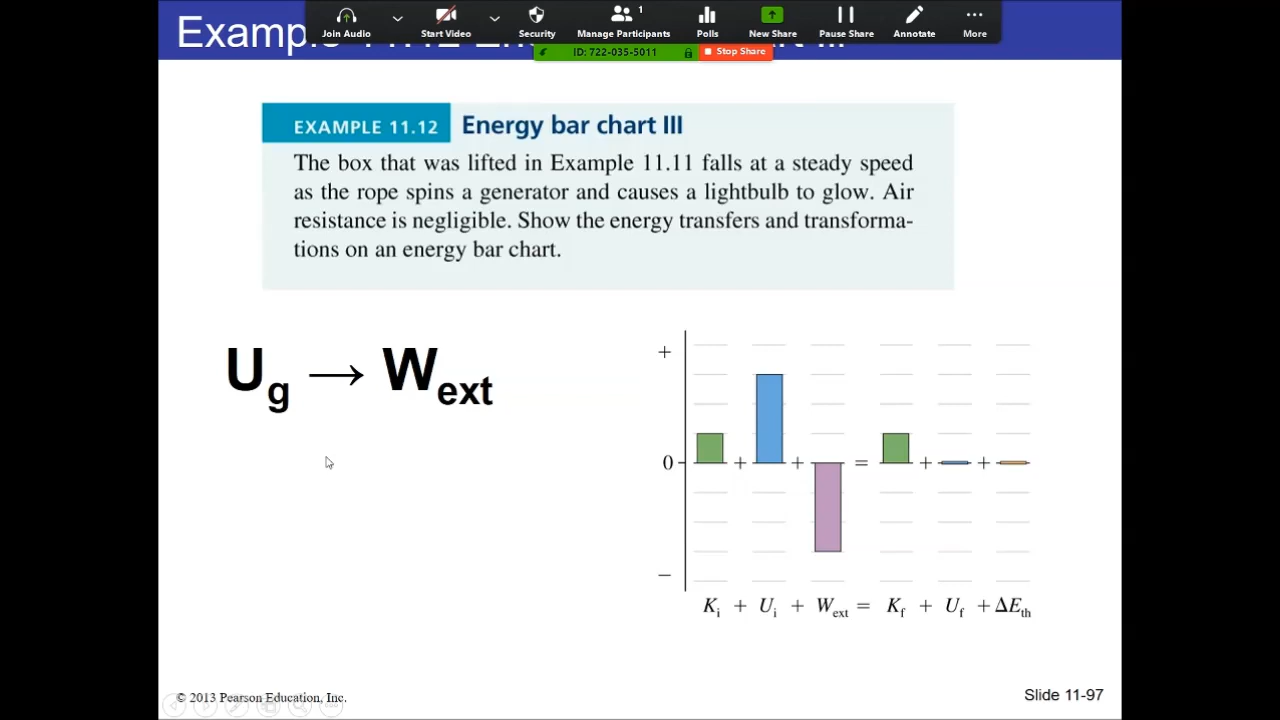 Join Audio
Start Video
Security
1
Manage Participants
Polls
New Share
Pause Share
Annotate
More
ID: 722-035-5011
Stop Share
EXAMPLE 11.12 Energy bar chart III
The box that was lifted in Example 11.11 falls at a steady speed
as the rope spins a generator and causes a lightbulb to glow. Air
resistance is negligible. Show the energy transfers and transforma-
tions on an energy bar chart.
Ug → Wext
+
0
+ + = + +
−
Ki + Ui + Wext = Kf + Uf + ΔEth
© 2013 Pearson Education, Inc.
Slide 11-97